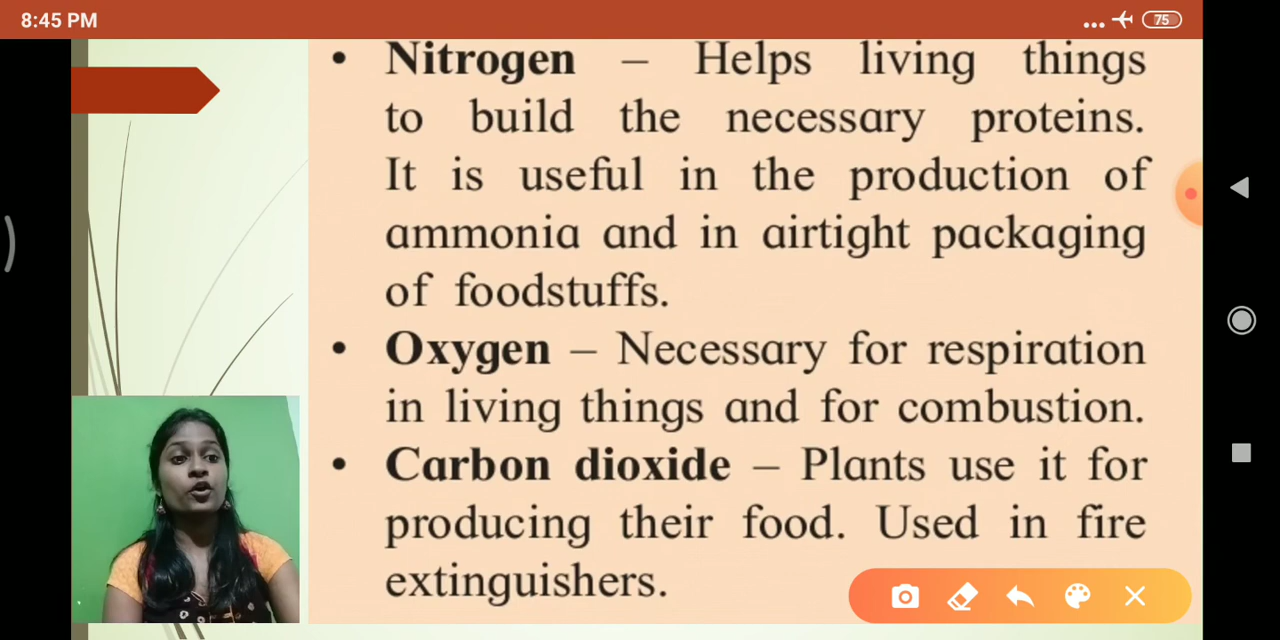 8:45 PM
75
• Nitrogen – Helps living things
to build the necessary proteins.
It is useful in the production of
ammonia and in airtight packaging
of foodstuffs.
• Oxygen – Necessary for respiration
in living things and for combustion.
• Carbon dioxide – Plants use it for
producing their food. Used in fire
extinguishers.